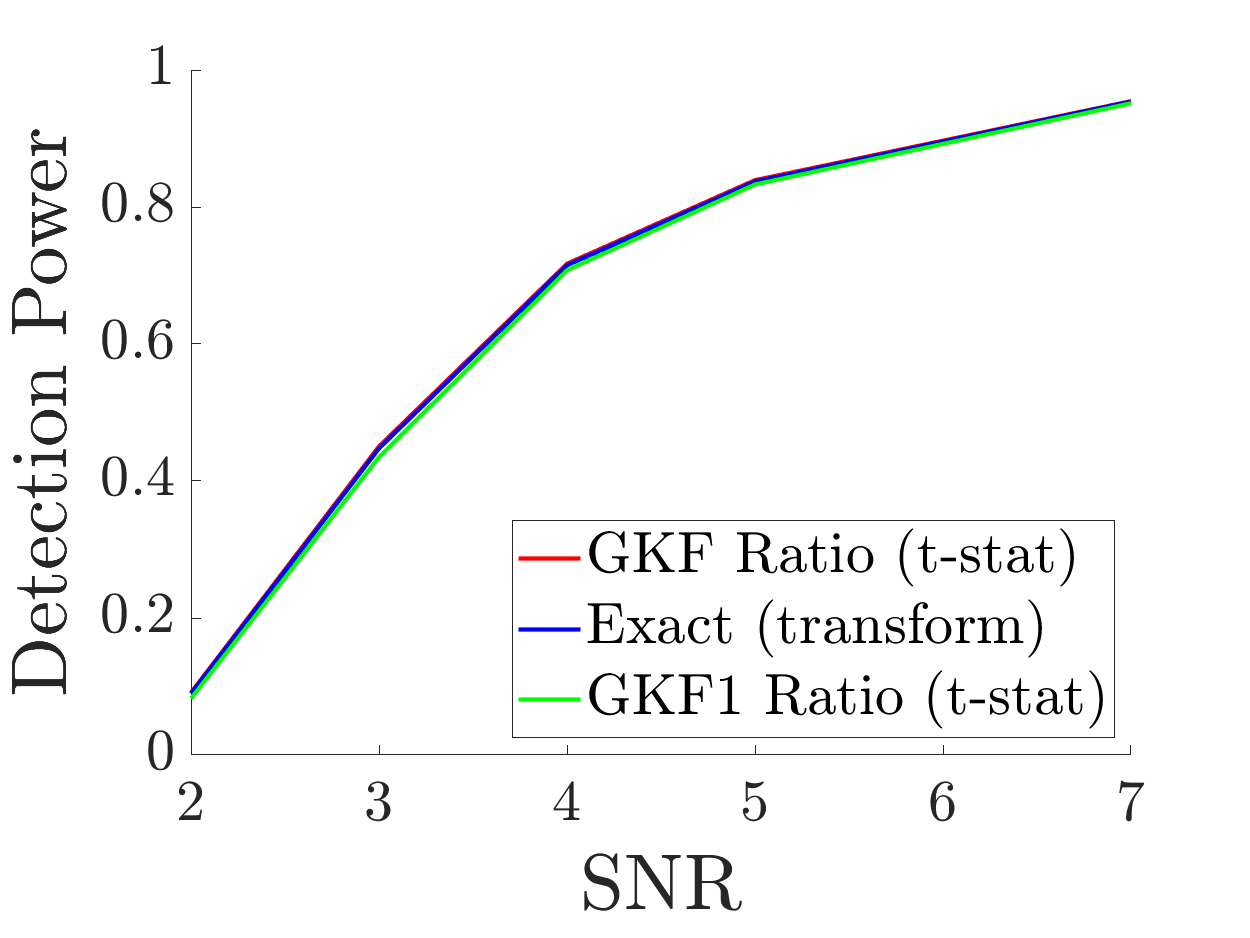 1
0.8
0.6
0.4
0.2
0
Detection Power
GKF Ratio (t-stat)
Exact (transform)
GKF1 Ratio (t-stat)
2 3 4 5 6 7
SNR